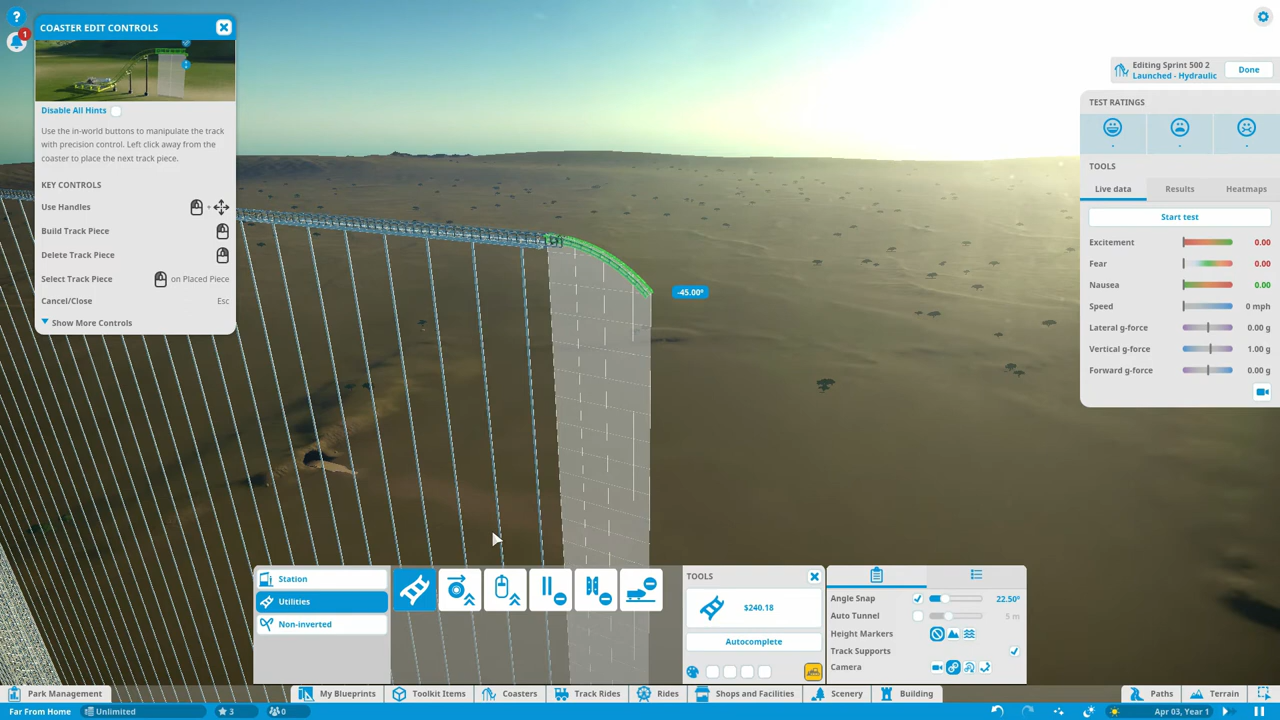 ?
1
COASTER EDIT CONTROLS
Disable All Hints
Use the in-world buttons to manipulate the track
with precision control. Left click away from the
coaster to place the next track piece.
KEY CONTROLS
Use Handles +
Build Track Piece
Delete Track Piece
Select Track Piece on Placed Piece
Cancel/Close Esc
Show More Controls
Editing Sprint 500 2
Launched - Hydraulic
Done
TEST RATINGS
- - -
TOOLS
Live data Results Heatmaps
Start test
Excitement 0.00
Fear 0.00
Nausea 0.00
Speed 0 mph
Lateral g-force 0.00 g
Vertical g-force 1.00 g
Forward g-force 0.00 g
-45.00°
Station
Utilities
Non-inverted
TOOLS
$240.18
Autocomplete
Angle Snap 22.50°
Auto Tunnel 5 m
Height Markers
Track Supports
Camera
Park Management My Blueprints Toolkit Items Coasters Track Rides Rides Shops and Facilities Scenery Building Paths Terrain
Far From Home Unlimited 3 0 Apr 03, Year 1